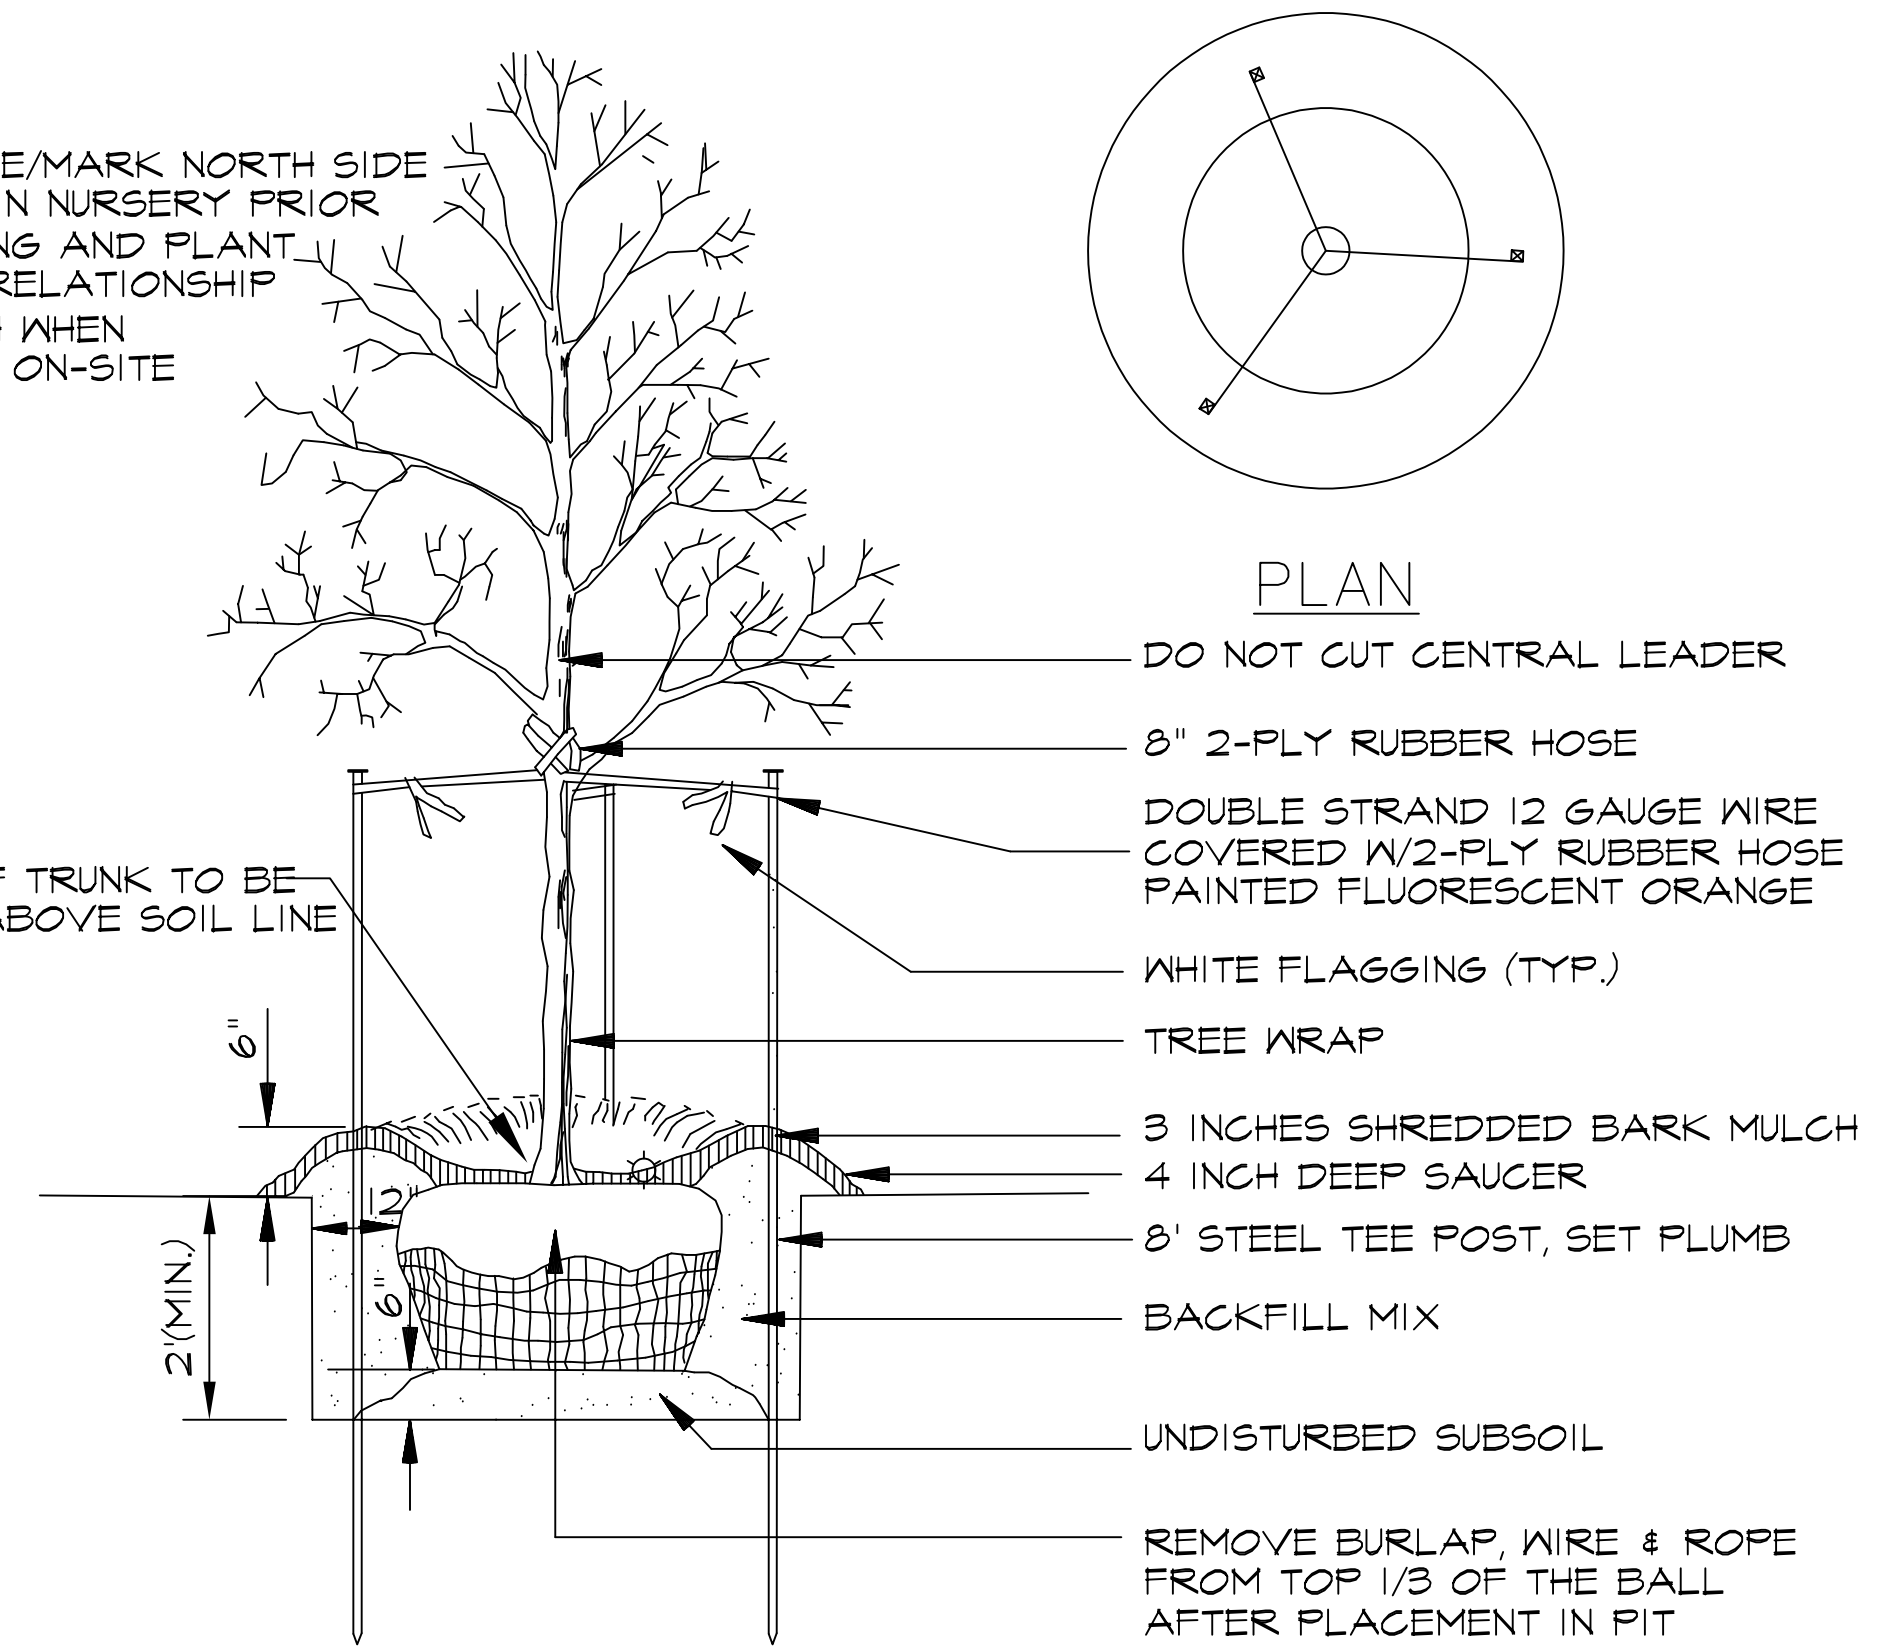 E/MARK NORTH SIDE
N NURSERY PRIOR
NG AND PLANT
RELATIONSHIP
WHEN
ON-SITE
TRUNK TO BE
ABOVE SOIL LINE
6"
12"
2'(MIN.)
6"
PLAN
DO NOT CUT CENTRAL LEADER
8" 2-PLY RUBBER HOSE
DOUBLE STRAND 12 GAUGE WIRE
COVERED W/2-PLY RUBBER HOSE
PAINTED FLUORESCENT ORANGE
WHITE FLAGGING (TYP.)
TREE WRAP
3 INCHES SHREDDED BARK MULCH
4 INCH DEEP SAUCER
8' STEEL TEE POST, SET PLUMB
BACKFILL MIX
UNDISTURBED SUBSOIL
REMOVE BURLAP, WIRE & ROPE
FROM TOP 1/3 OF THE BALL
AFTER PLACEMENT IN PIT